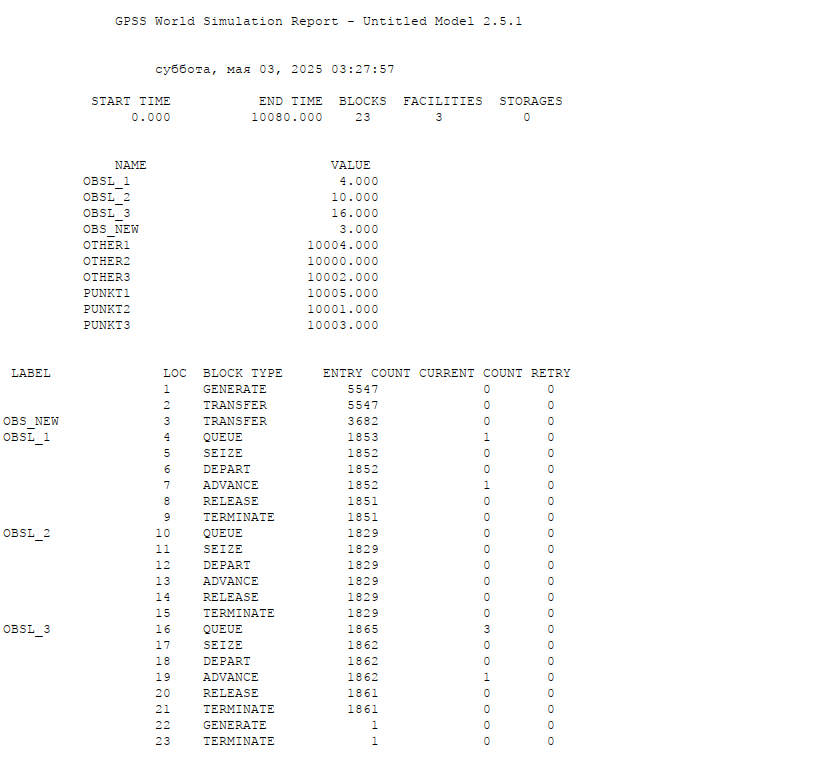 GPSS World Simulation Report - Untitled Model 2.5.1
суббота, мая 03, 2025 03:27:57
START TIME END TIME BLOCKS FACILITIES STORAGES
0.000 10080.000 23 3 0
NAME VALUE
OBSL_1 4.000
OBSL_2 10.000
OBSL_3 16.000
OBS_NEW 3.000
OTHER1 10004.000
OTHER2 10000.000
OTHER3 10002.000
PUNKT1 10005.000
PUNKT2 10001.000
PUNKT3 10003.000
LABEL LOC BLOCK TYPE ENTRY COUNT CURRENT COUNT RETRY
1 GENERATE 5547 0 0
2 TRANSFER 5547 0 0
OBS_NEW 3 TRANSFER 3682 0 0
OBSL_1 4 QUEUE 1853 1 0
5 SEIZE 1852 0 0
6 DEPART 1852 0 0
7 ADVANCE 1852 1 0
8 RELEASE 1851 0 0
9 TERMINATE 1851 0 0
OBSL_2 10 QUEUE 1829 0 0
11 SEIZE 1829 0 0
12 DEPART 1829 0 0
13 ADVANCE 1829 0 0
14 RELEASE 1829 0 0
15 TERMINATE 1829 0 0
OBSL_3 16 QUEUE 1865 3 0
17 SEIZE 1862 0 0
18 DEPART 1862 0 0
19 ADVANCE 1862 1 0
20 RELEASE 1861 0 0
21 TERMINATE 1861 0 0
22 GENERATE 1 0 0
23 TERMINATE 1 0 0